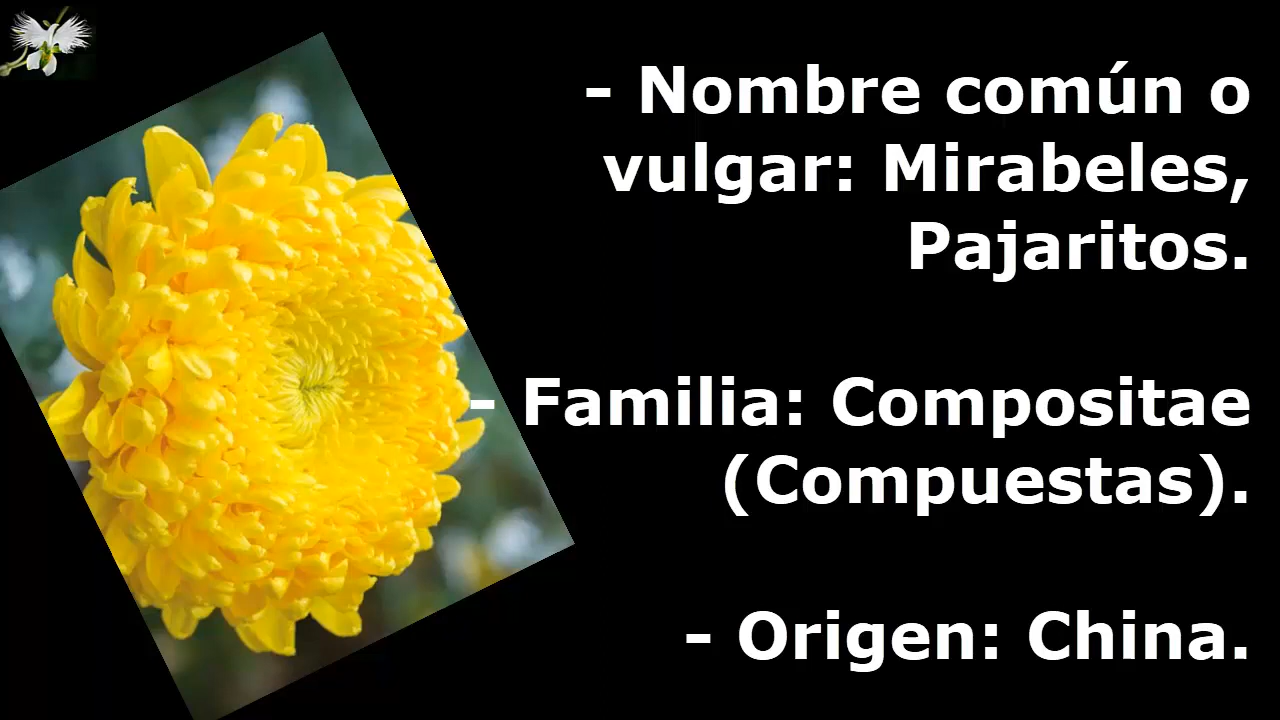 - Nombre común o
vulgar: Mirabeles,
Pajaritos.
- Familia: Compositae
(Compuestas).
- Origen: China.